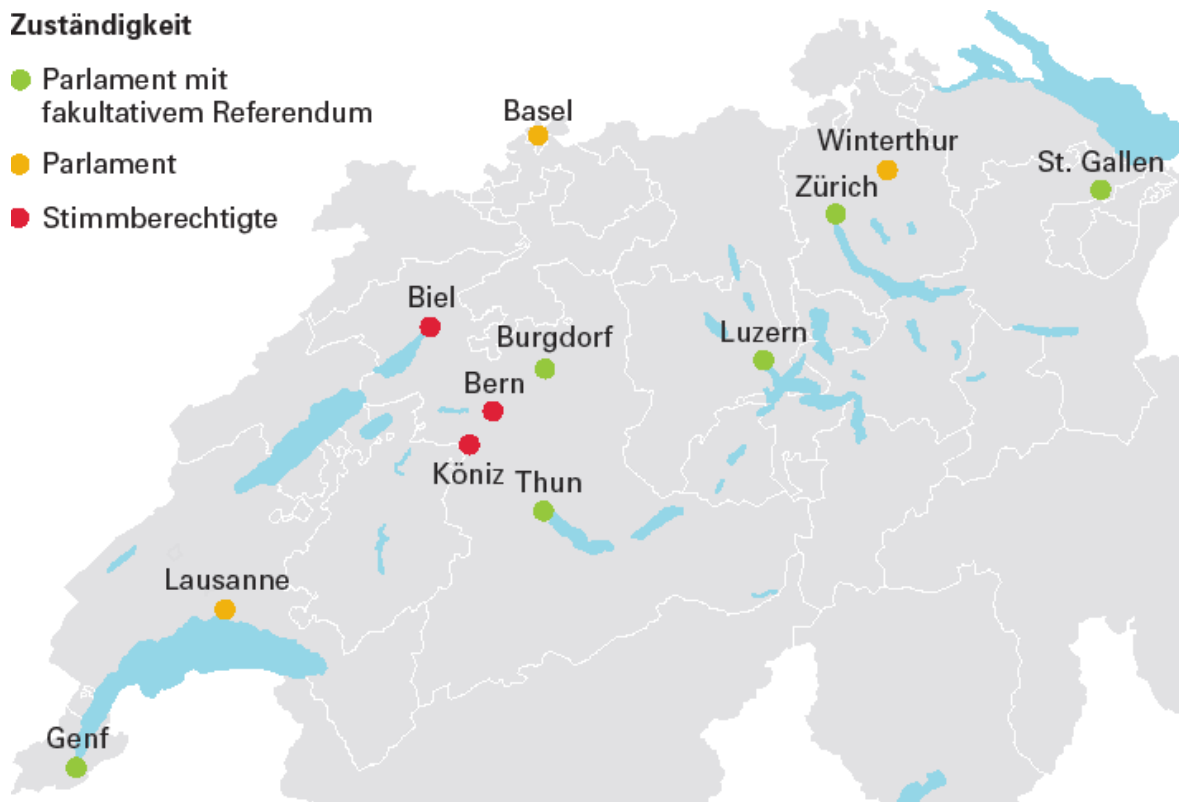 Zuständigkeit
Parlament mit
fakultativem Referendum
Parlament
Stimmberechtigte
Basel
Winterthur
St. Gallen
Zürich
Biel
Burgdorf
Luzern
Bern
Köniz
Thun
Lausanne
Genf